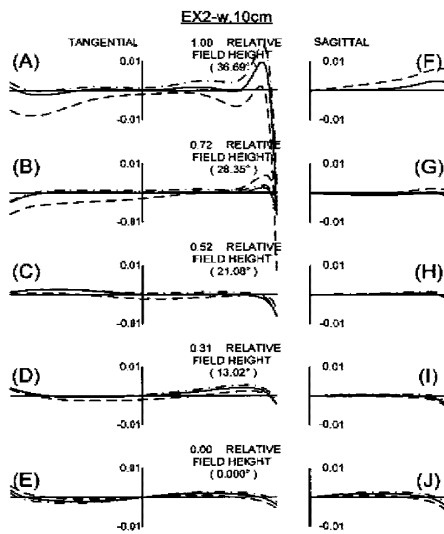 EX2-w,10cm
TANGENTIAL 1.00 RELATIVE SAGITTAL
FIELD HEIGHT
(A) 0.01 ( 36.69° ) 0.01 (F)
-0.01 -0.01
0.72 RELATIVE
FIELD HEIGHT
(B) 0.01 ( 28.35° ) 0.01 (G)
-0.01 -0.01
0.52 RELATIVE
FIELD HEIGHT
(C) 0.01 ( 21.08° ) 0.01 (H)
-0.01 -0.01
0.31 RELATIVE
FIELD HEIGHT
(D) 0.01 ( 13.02° ) 0.01 (I)
-0.01 -0.01
0.00 RELATIVE
FIELD HEIGHT
(E) 0.01 ( 0.000° ) 0.01 (J)
-0.01 -0.01